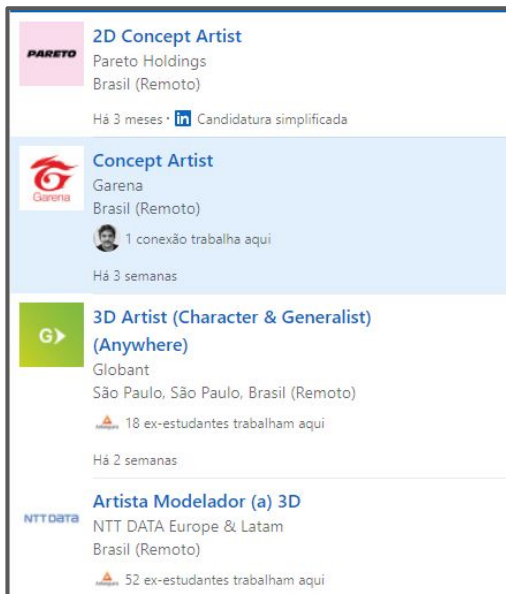 PARETO
2D Concept Artist
Pareto Holdings
Brasil (Remoto)
Há 3 meses · in Candidatura simplificada
Garena
Concept Artist
Garena
Brasil (Remoto)
1 conexão trabalha aqui
Há 3 semanas
G
3D Artist (Character & Generalist)
(Anywhere)
Globant
São Paulo, São Paulo, Brasil (Remoto)
18 ex-estudantes trabalham aqui
Há 2 semanas
NTT DATA
Artista Modelador (a) 3D
NTT DATA Europe & Latam
Brasil (Remoto)
52 ex-estudantes trabalham aqui